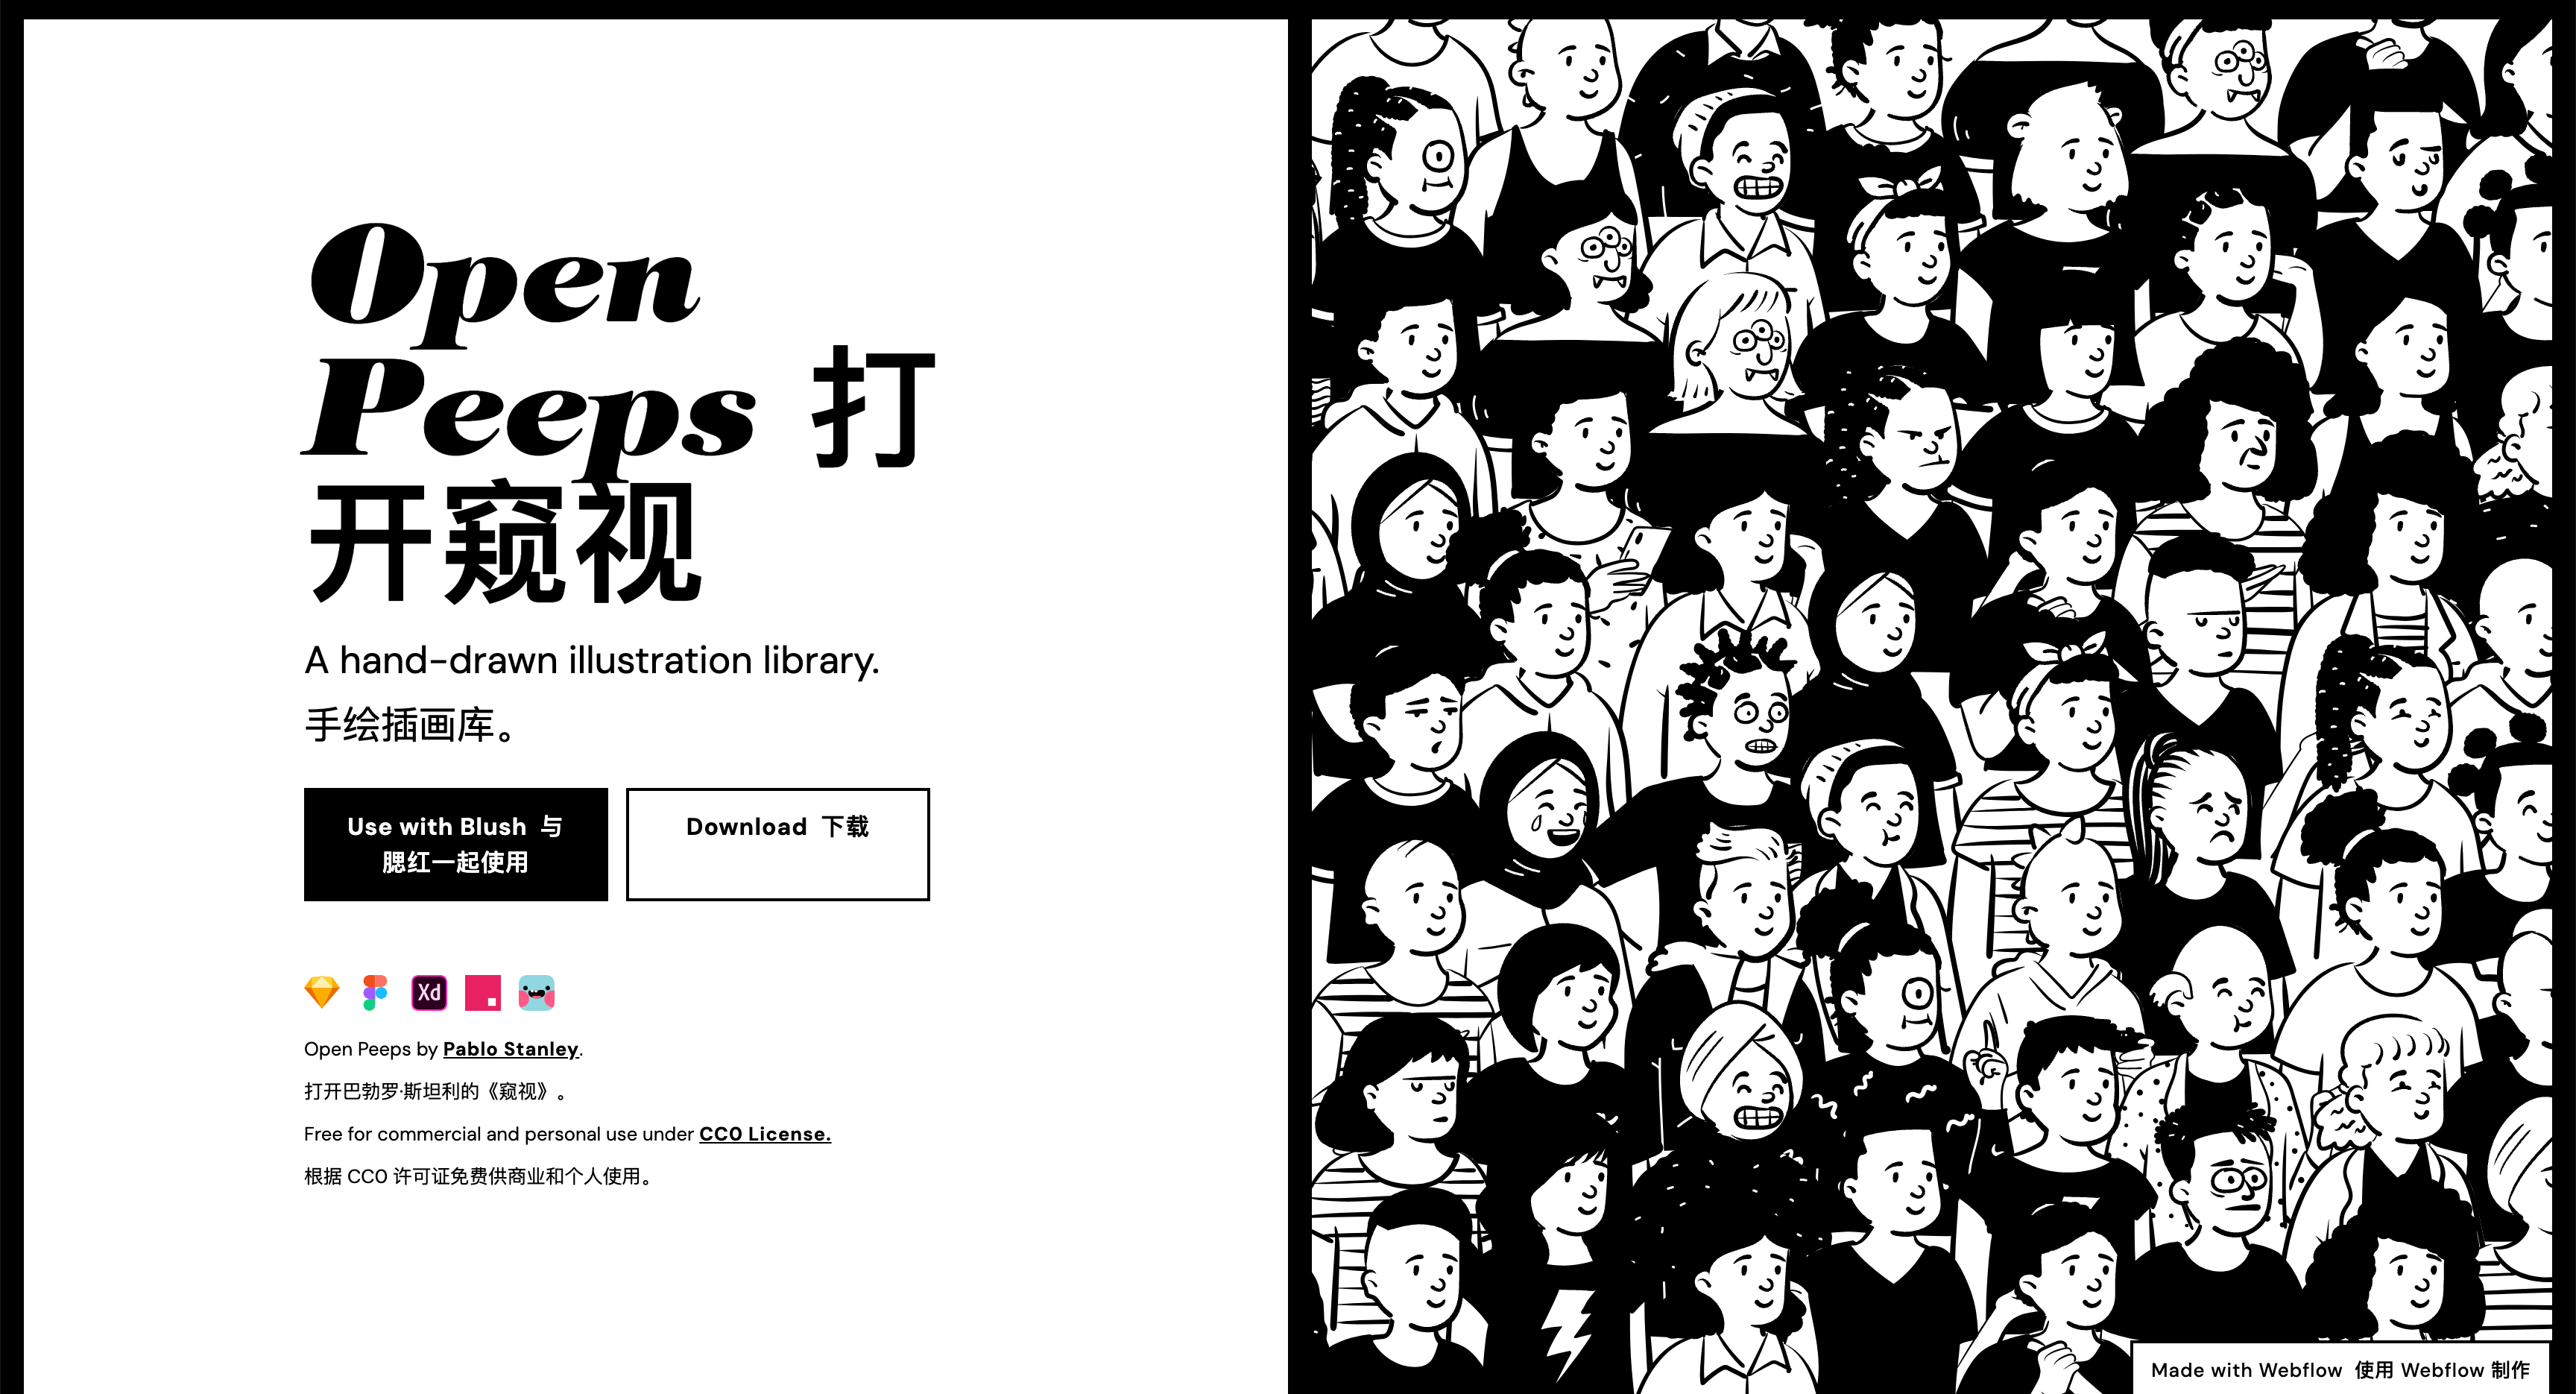 Open
Peeps 打
开窥视
A hand-drawn illustration library.
手绘插画库。
Use with Blush 与
腮红一起使用
Download 下载
Xd
Open Peeps by Pablo Stanley.
打开巴勃罗·斯坦利的《窥视》。
Free for commercial and personal use under CC0 License.
根据 CC0 许可证免费供商业和个人使用。
Made with Webflow 使用 Webflow 制作